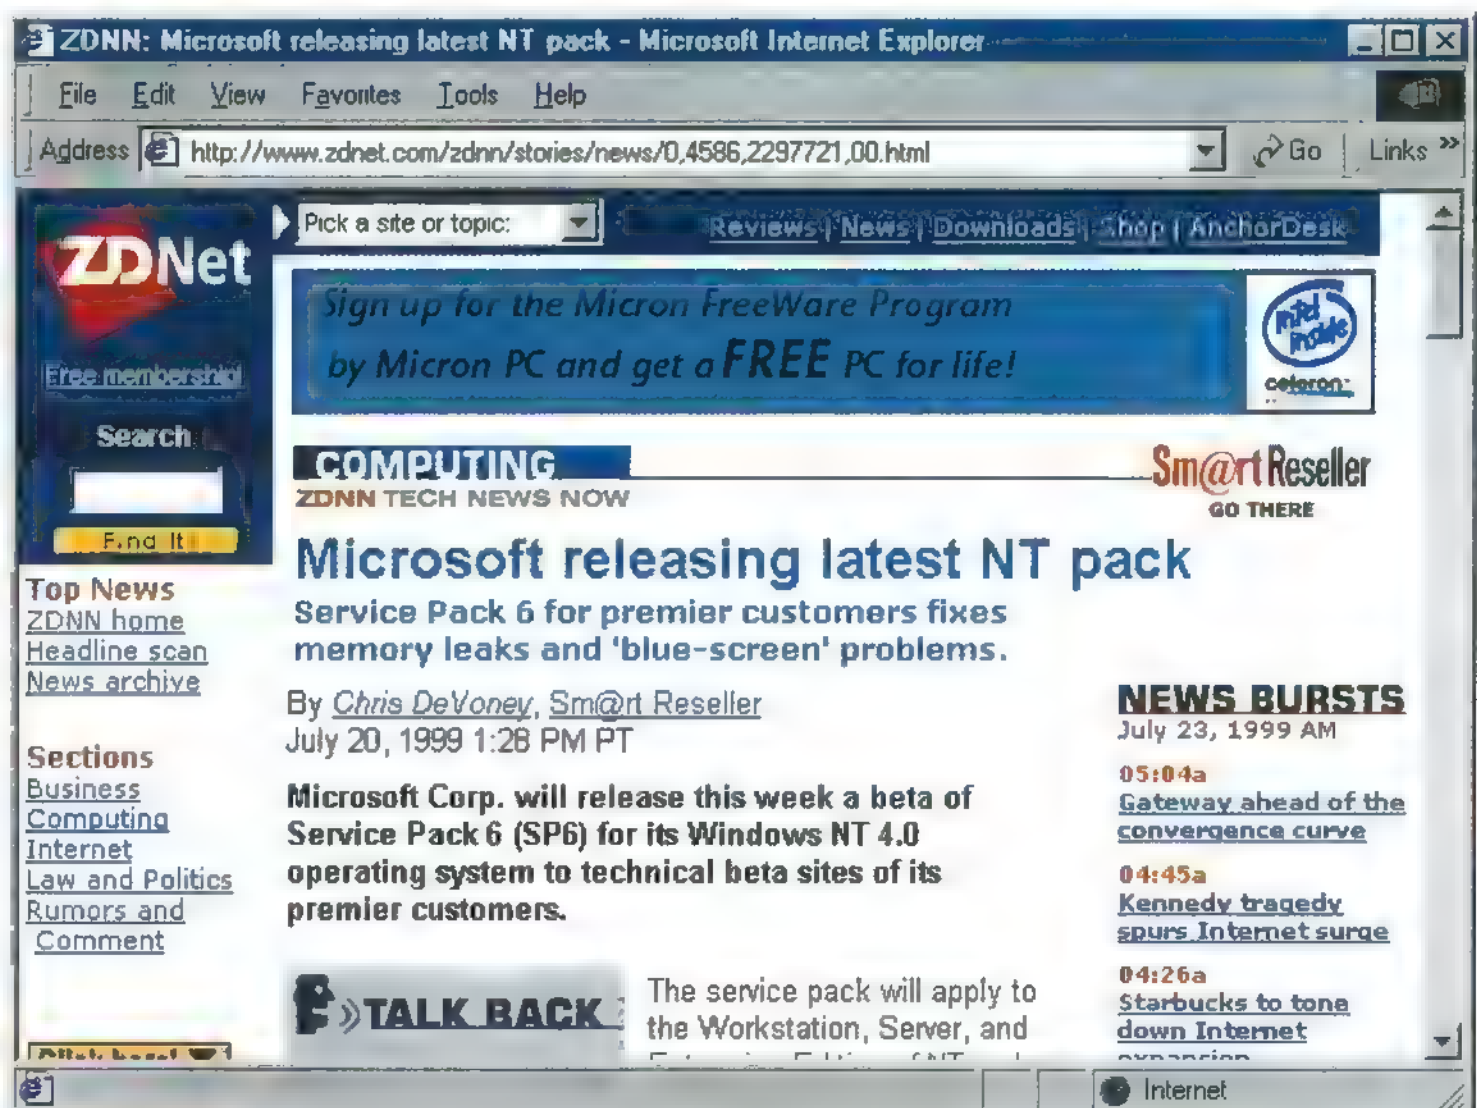 ZDNN: Microsoft releasing latest NT pack - Microsoft Internet Explorer
File Edit View Favorites Tools Help
Address http://www.zdnet.com/zdnn/stories/news/0,4586,2297721,00.html Go Links »
ZDNet
Pick a site or topic:
Reviews | News | Downloads | Shop | AnchorDesk
Free membership
Search
Find It
Sign up for the Micron FreeWare Program
by Micron PC and get a FREE PC for life!
intel inside
celeron
COMPUTING
ZDNN TECH NEWS NOW
Sm@rt Reseller
GO THERE
Top News
ZDNN home
Headline scan
News archive
Sections
Business
Computing
Internet
Law and Politics
Rumors and
Comment
Click here!
Microsoft releasing latest NT pack
Service Pack 6 for premier customers fixes
memory leaks and 'blue-screen' problems.
By Chris DeVoney, Sm@rt Reseller
July 20, 1999 1:28 PM PT
Microsoft Corp. will release this week a beta of
Service Pack 6 (SP6) for its Windows NT 4.0
operating system to technical beta sites of its
premier customers.
TALK BACK
The service pack will apply to
the Workstation, Server, and
NEWS BURSTS
July 23, 1999 AM
05:04a
Gateway ahead of the
convergence curve
04:45a
Kennedy tragedy
spurs Internet surge
04:26a
Starbucks to tone
down Internet
expansion
Internet